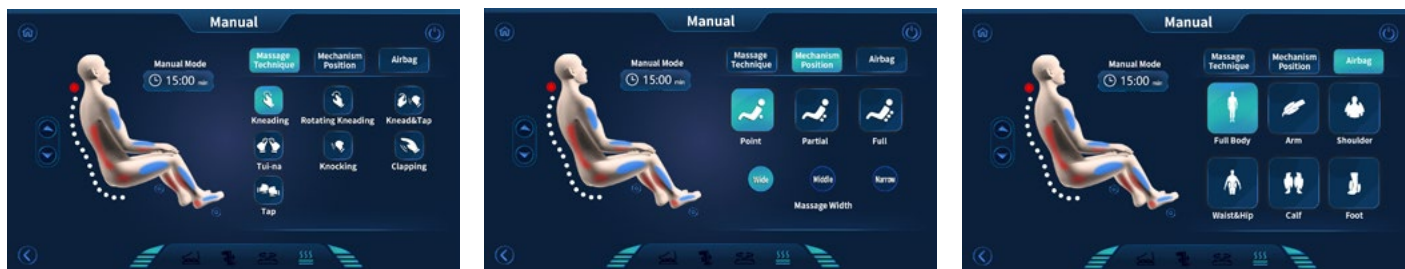 Manual
Manual Mode
15:00 min
Massage Technique
Mechanism Position
Airbag
Kneading
Rotating Kneading
Knead&Tap
Tui-na
Knocking
Clapping
Tap
Manual
Manual Mode
15:00 min
Massage Technique
Mechanism Position
Airbag
Point
Partial
Full
Wide
Middle
Narrow
Massage Width
Manual
Manual Mode
15:00 min
Massage Technique
Mechanism Position
Airbag
Full Body
Arm
Shoulder
Waist&Hip
Calf
Foot